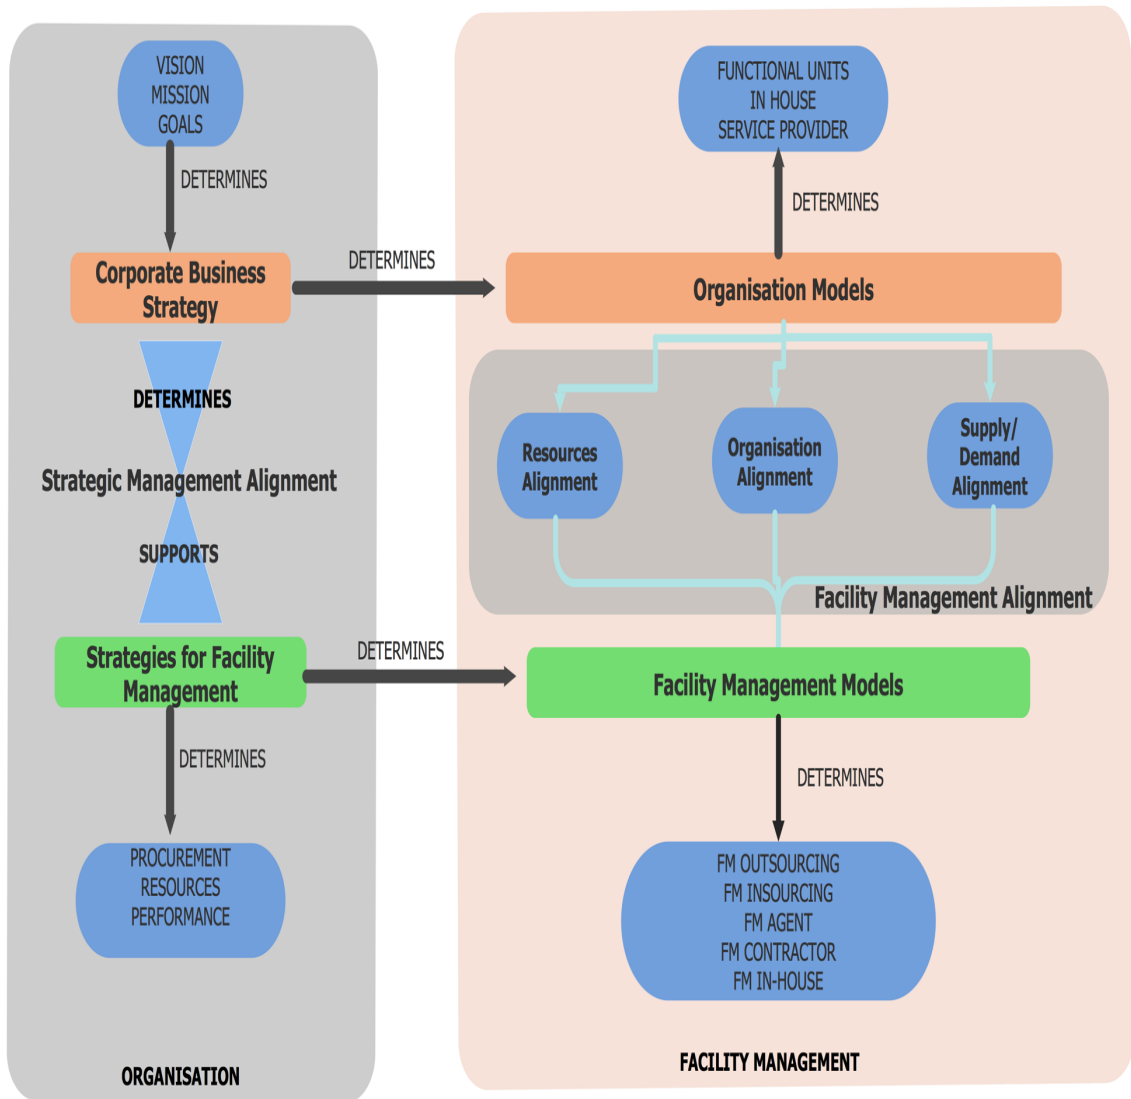 VISION
MISSION
GOALS
DETERMINES
Corporate Business
Strategy
DETERMINES
Strategic Management Alignment
SUPPORTS
Strategies for Facility
Management
DETERMINES
PROCUREMENT
RESOURCES
PERFORMANCE
ORGANISATION
DETERMINES
DETERMINES
FUNCTIONAL UNITS
IN HOUSE
SERVICE PROVIDER
DETERMINES
Organisation Models
Resources
Alignment
Organisation
Alignment
Supply/
Demand
Alignment
Facility Management Alignment
Facility Management Models
DETERMINES
FM OUTSOURCING
FM INSOURCING
FM AGENT
FM CONTRACTOR
FM IN-HOUSE
FACILITY MANAGEMENT